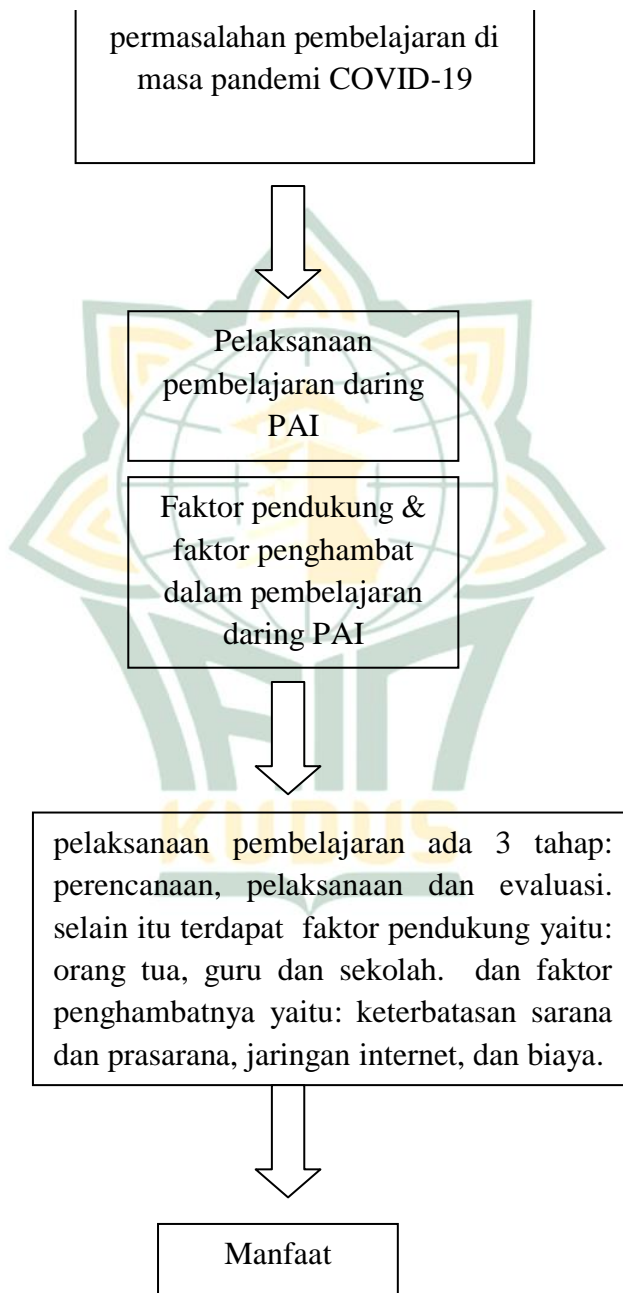 permasalahan pembelajaran di
masa pandemi COVID-19
Pelaksanaan
pembelajaran daring
PAI
Faktor pendukung &
faktor penghambat
dalam pembelajaran
daring PAI
IAIN
KUDUS
pelaksanaan pembelajaran ada 3 tahap:
perencanaan, pelaksanaan dan evaluasi.
selain itu terdapat faktor pendukung yaitu:
orang tua, guru dan sekolah. dan faktor
penghambatnya yaitu: keterbatasan sarana
dan prasarana, jaringan internet, dan biaya.
Manfaat